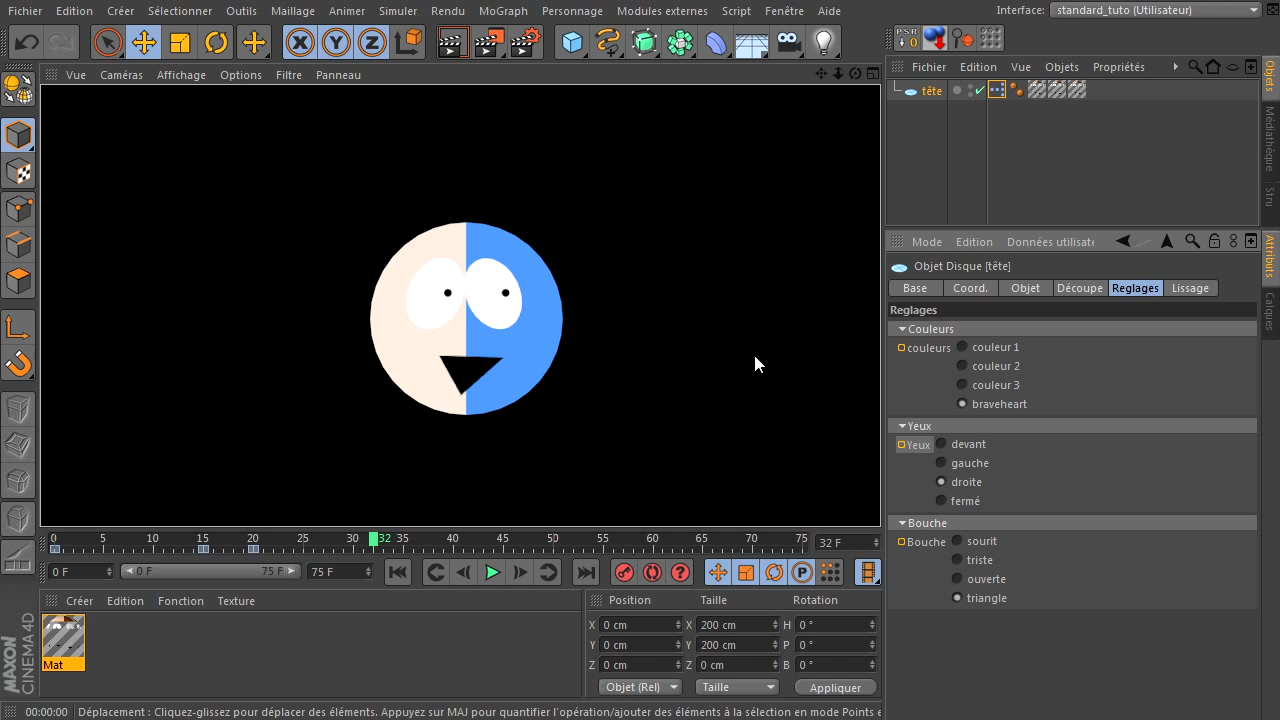 Fichier Edition Créer Sélectionner Outils Maillage Animer Simuler Rendu MoGraph Personnage Modules externes Script Fenêtre Aide Interface: standard_tuto (Utilisateur)
PSR
0
X Y Z
Fichier Edition Vue Objets Propriétés
Vue Caméras Affichage Options Filtre Panneau
tête
Objets
Médiathèque
Stru
Mode Edition Données utilisat
Attributs
Calques
Objet Disque [tête]
Base Coord. Objet Découpe Reglages Lissage
Reglages
Couleurs
couleurs couleur 1
couleur 2
couleur 3
braveheart
Yeux
Yeux devant
gauche
droite
fermé
Bouche
Bouche sourit
triste
ouverte
triangle
0 5 10 15 20 25 30 32 35 40 45 50 55 60 65 70 75 32 F
0 F 0 F 75 F 75 F
P
Créer Edition Fonction Texture
Mat
Position Taille Rotation
X 0 cm X 200 cm H 0 °
Y 0 cm Y 200 cm P 0 °
Z 0 cm Z 0 cm B 0 °
Objet (Rel) Taille Appliquer
MAXON
CINEMA 4D
00:00:00 Déplacement : Cliquez-glissez pour déplacer des éléments. Appuyez sur MAJ pour quantifier l'opération/ajouter des éléments à la sélection en mode Points e